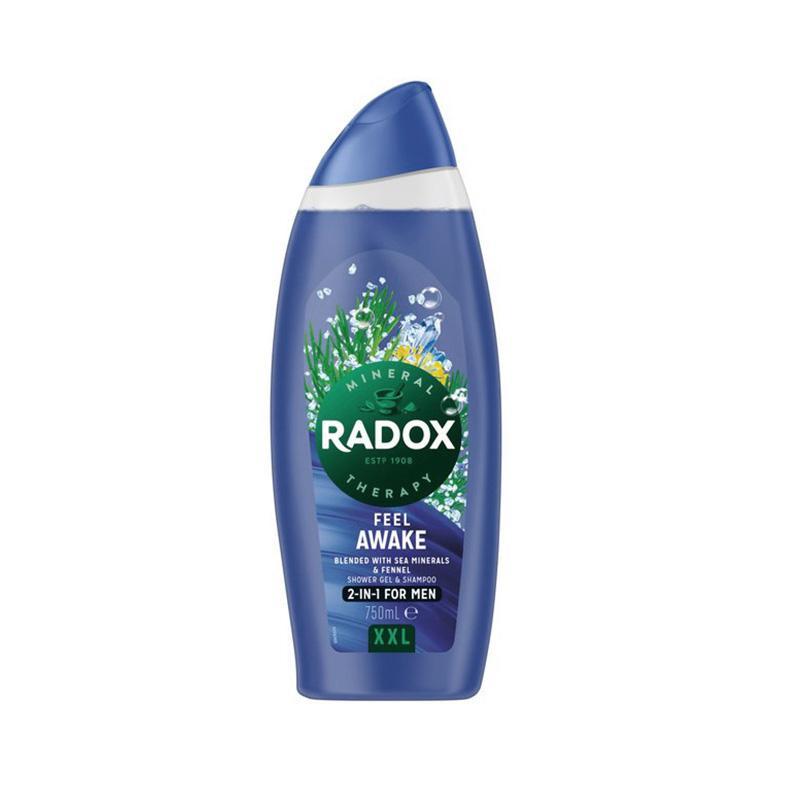 MINERAL
RADOX
ESTD 1908
THERAPY
FEEL
AWAKE
BLENDED WITH SEA MINERALS
& FENNEL
SHOWER GEL & SHAMPOO
2-IN-1 FOR MEN
750mL ℮
XXL